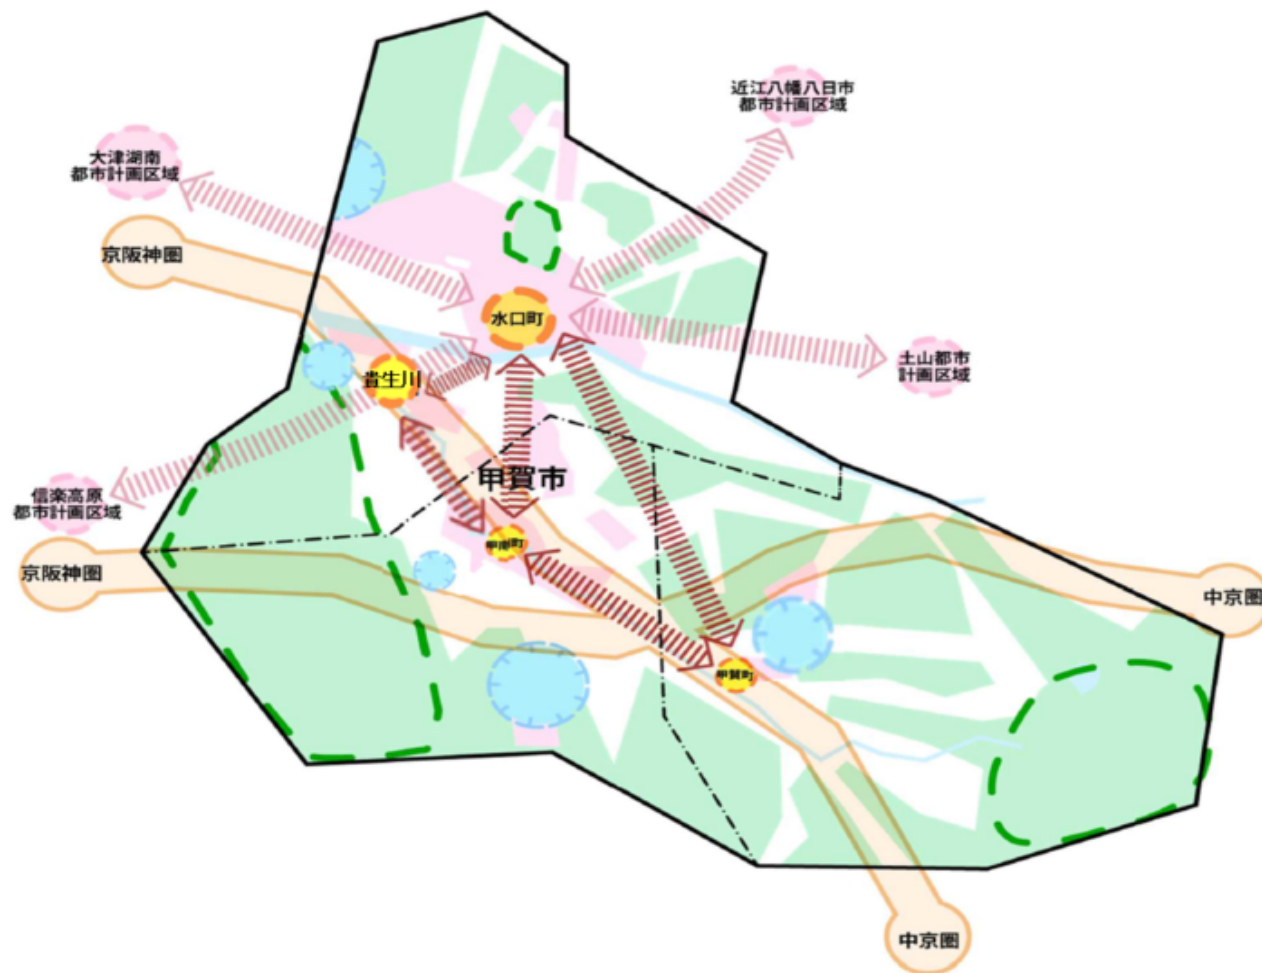 近江八幡八日市
都市計画区域
大津湖南
都市計画区域
京阪神圏
水口町
土山都市
計画区域
貴生川
甲賀市
信楽高原
都市計画区域
甲南町
京阪神圏
中京圏
甲賀町
中京圏